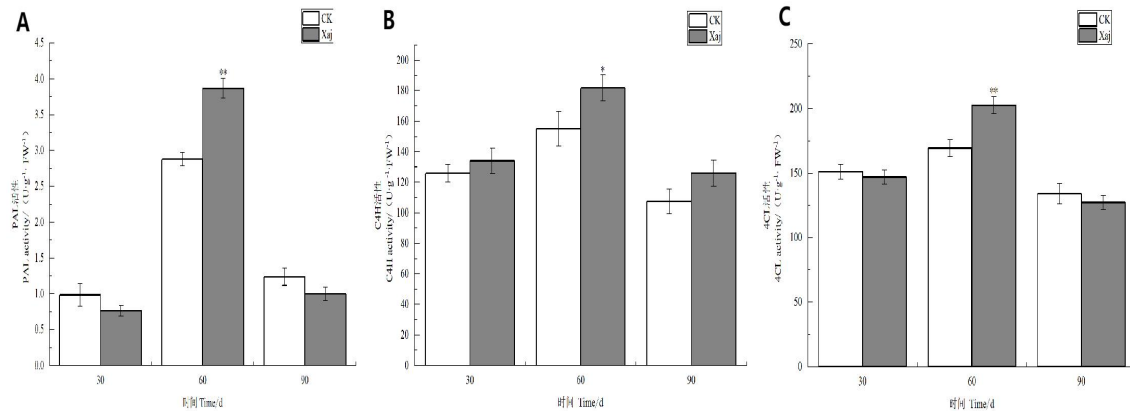 A
CK
Xaj
4.5
4.0
3.5
3.0
2.5
2.0
1.5
1.0
0.5
0.0
**
PAL活性
PAL activity/（U·g⁻¹·FW⁻¹）
30
60
90
时间 Time/d
B
CK
Xaj
200
180
160
140
120
100
80
60
40
20
0
*
C4H活性
C4H activity/（U·g⁻¹·FW⁻¹）
30
60
90
时间 Time/d
C
CK
Xaj
250
200
150
100
50
0
**
4CL活性
4CL activity/（U·g⁻¹·FW⁻¹）
30
60
90
时间 Time/d